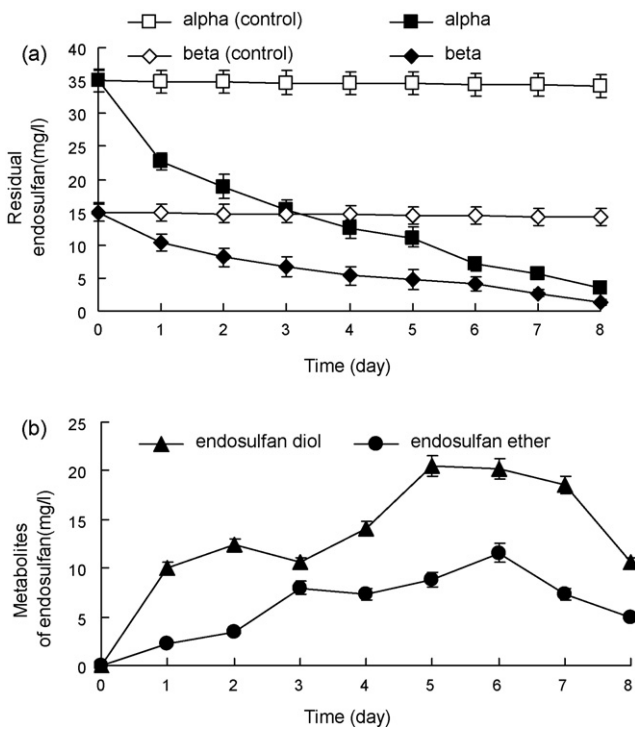 alpha (control) alpha
(a) beta (control) beta
40
35
30
25
20
15
10
5
0
Residual
endosulfan(mg/l)
0 1 2 3 4 5 6 7 8
Time (day)
(b) endosulfan diol endosulfan ether
25
20
15
10
5
0
Metabolites
of endosulfan(mg/l)
0 1 2 3 4 5 6 7 8
Time (day)